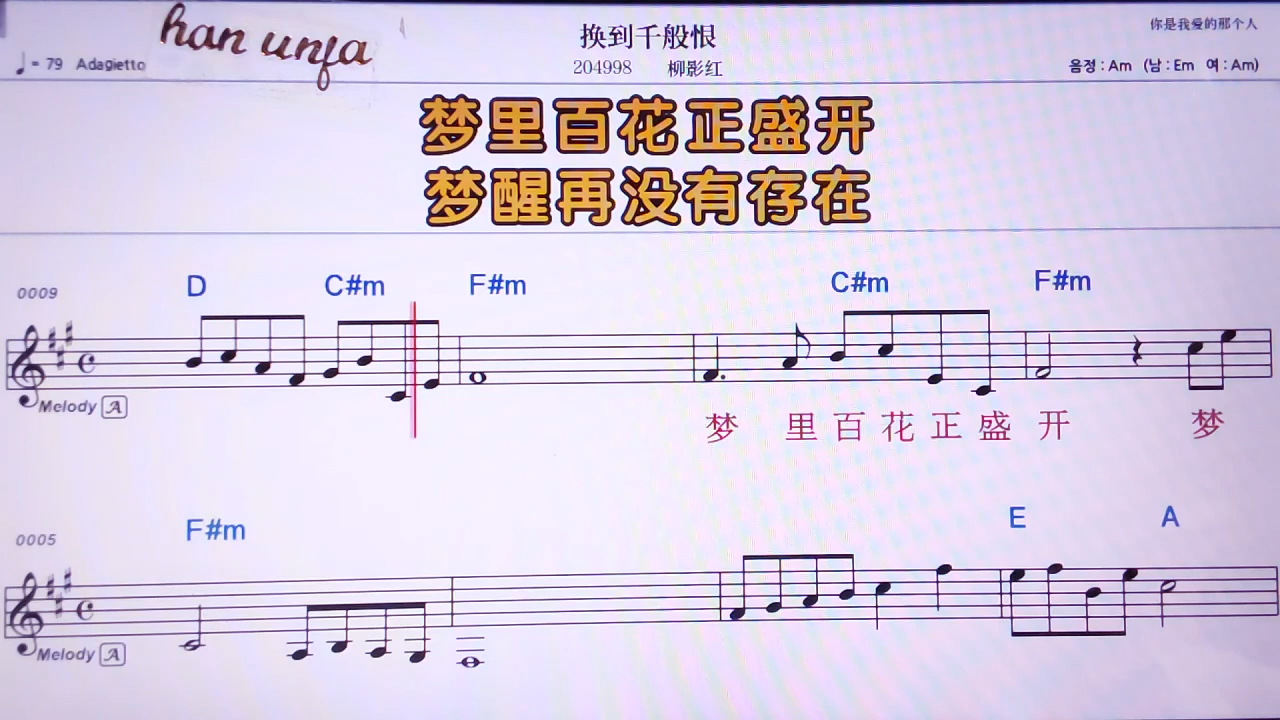 han unfa
换到千般恨
你是我爱的那个人
♩= 79 Adagietto
204998 柳影红
음정 : Am (남 : Em 여 : Am)
梦里百花正盛开
梦醒再没有存在
0009 D C#m F#m C#m F#m
Melody A
梦 里 百 花 正 盛 开 梦
0005 F#m E A
Melody A